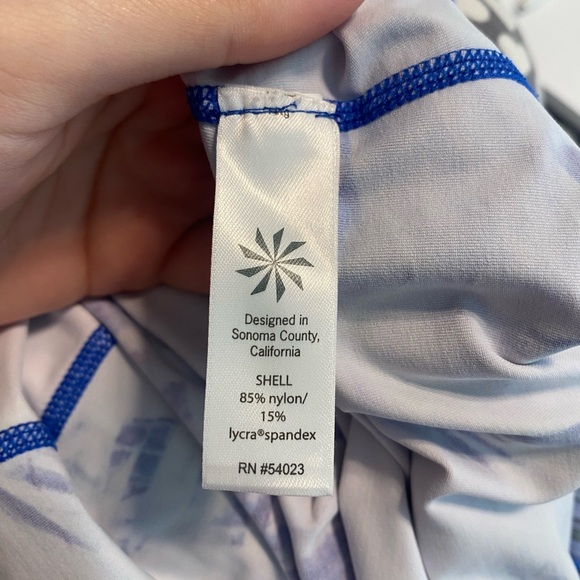 Designed in
Sonoma County,
California
SHELL
85% nylon/
15%
lycra®spandex
RN #54023